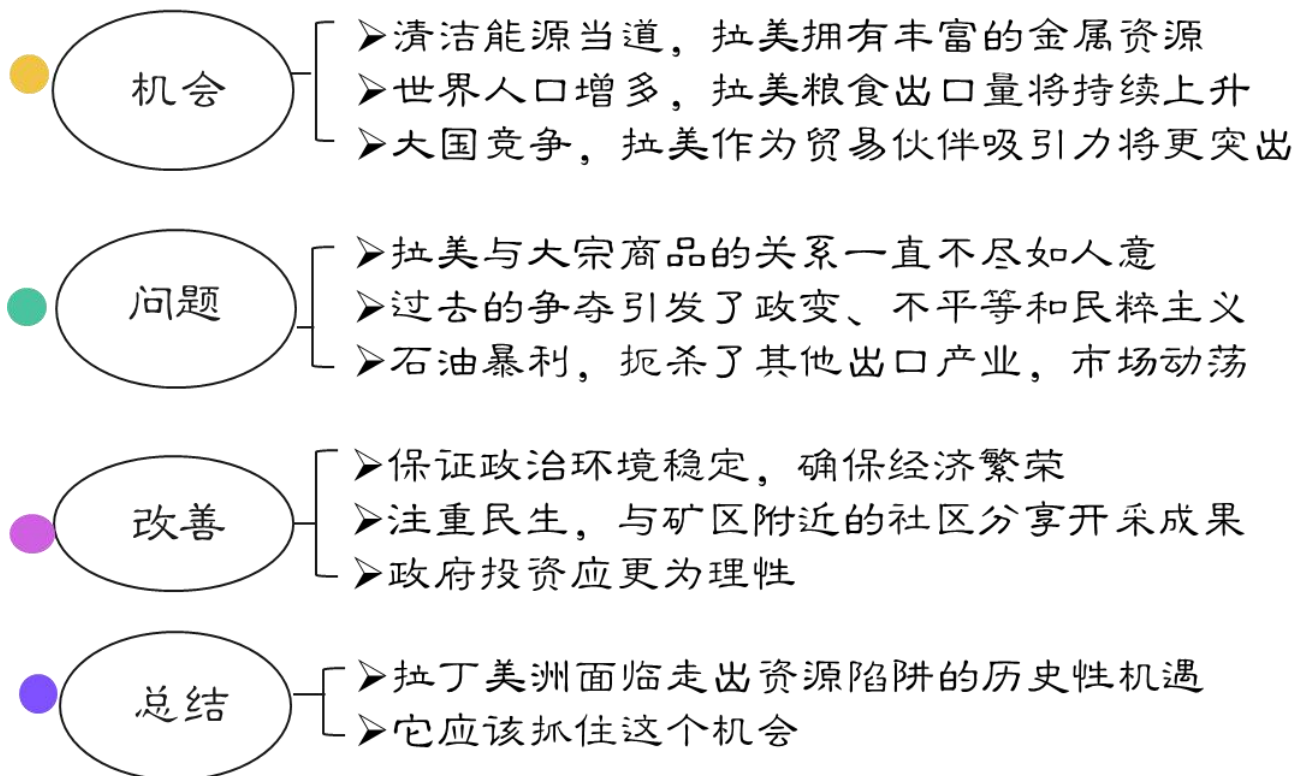 机会
➢清洁能源当道，拉美拥有丰富的金属资源
➢世界人口增多，拉美粮食出口量将持续上升
➢大国竞争，拉美作为贸易伙伴吸引力将更突出
问题
➢拉美与大宗商品的关系一直不尽如人意
➢过去的争夺引发了政变、不平等和民粹主义
➢石油暴利，扼杀了其他出口产业，市场动荡
改善
➢保证政治环境稳定，确保经济繁荣
➢注重民生，与矿区附近的社区分享开采成果
➢政府投资应更为理性
总结
➢拉丁美洲面临走出资源陷阱的历史性机遇
➢它应该抓住这个机会